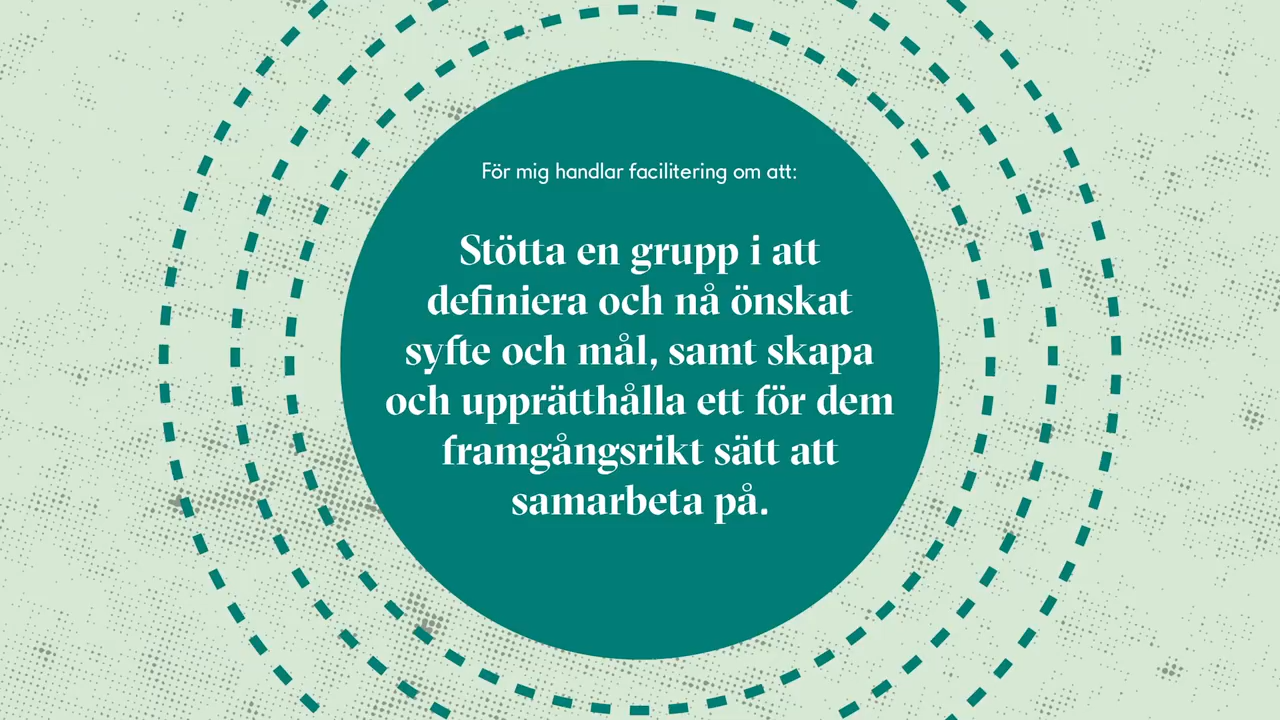 För mig handlar facilitering om att:
Stötta en grupp i att
definiera och nå önskat
syfte och mål, samt skapa
och upprätthålla ett för dem
framgångsrikt sätt att
samarbeta på.